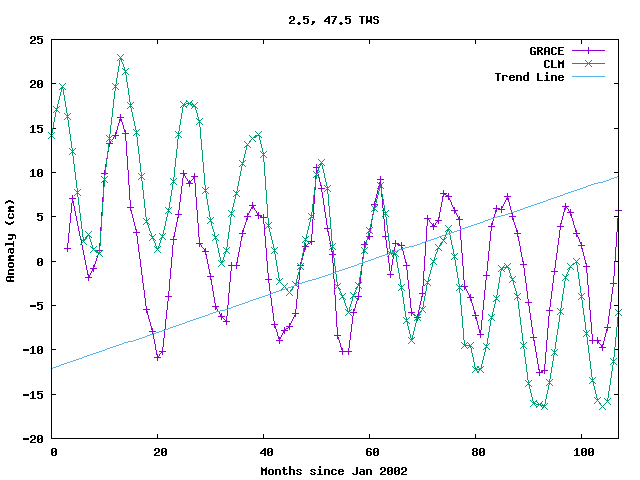 2.5, 47.5 TWS
GRACE
CLM
Trend Line
25
20
15
10
5
0
-5
-10
-15
-20
Anomaly (cm)
0 20 40 60 80 100
Months since Jan 2002